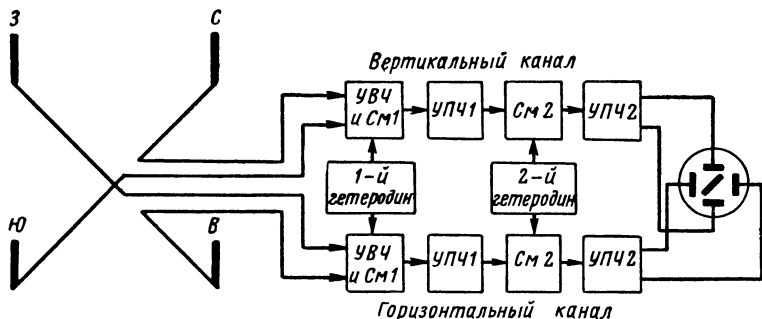 З
С
Вертикальный канал
УВЧ
и См1
УПЧ1
См 2
УПЧ2
1-й
гетеродин
2-й
гетеродин
Ю
В
УВЧ
и См1
УПЧ1
См 2
УПЧ2
Горизонтальный канал